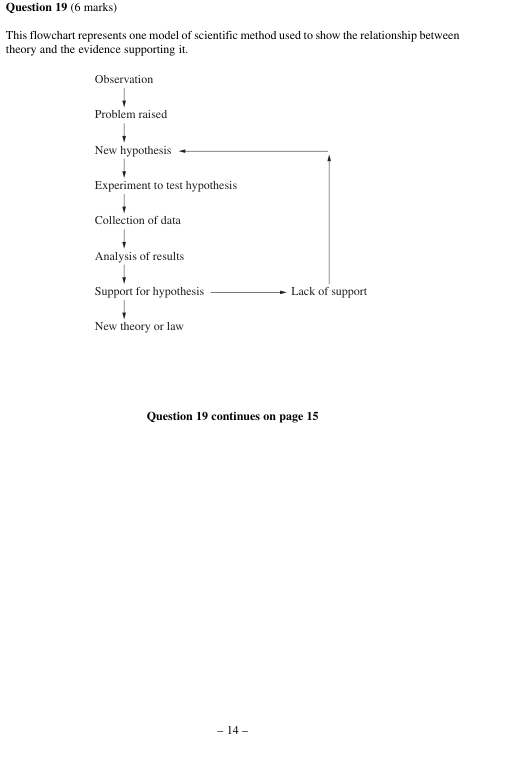 Question 19 (6 marks)
This flowchart represents one model of scientific method used to show the relationship between
theory and the evidence supporting it.
Observation
Problem raised
New hypothesis
Experiment to test hypothesis
Collection of data
Analysis of results
Support for hypothesis
Lack of support
New theory or law
Question 19 continues on page 15
– 14 –